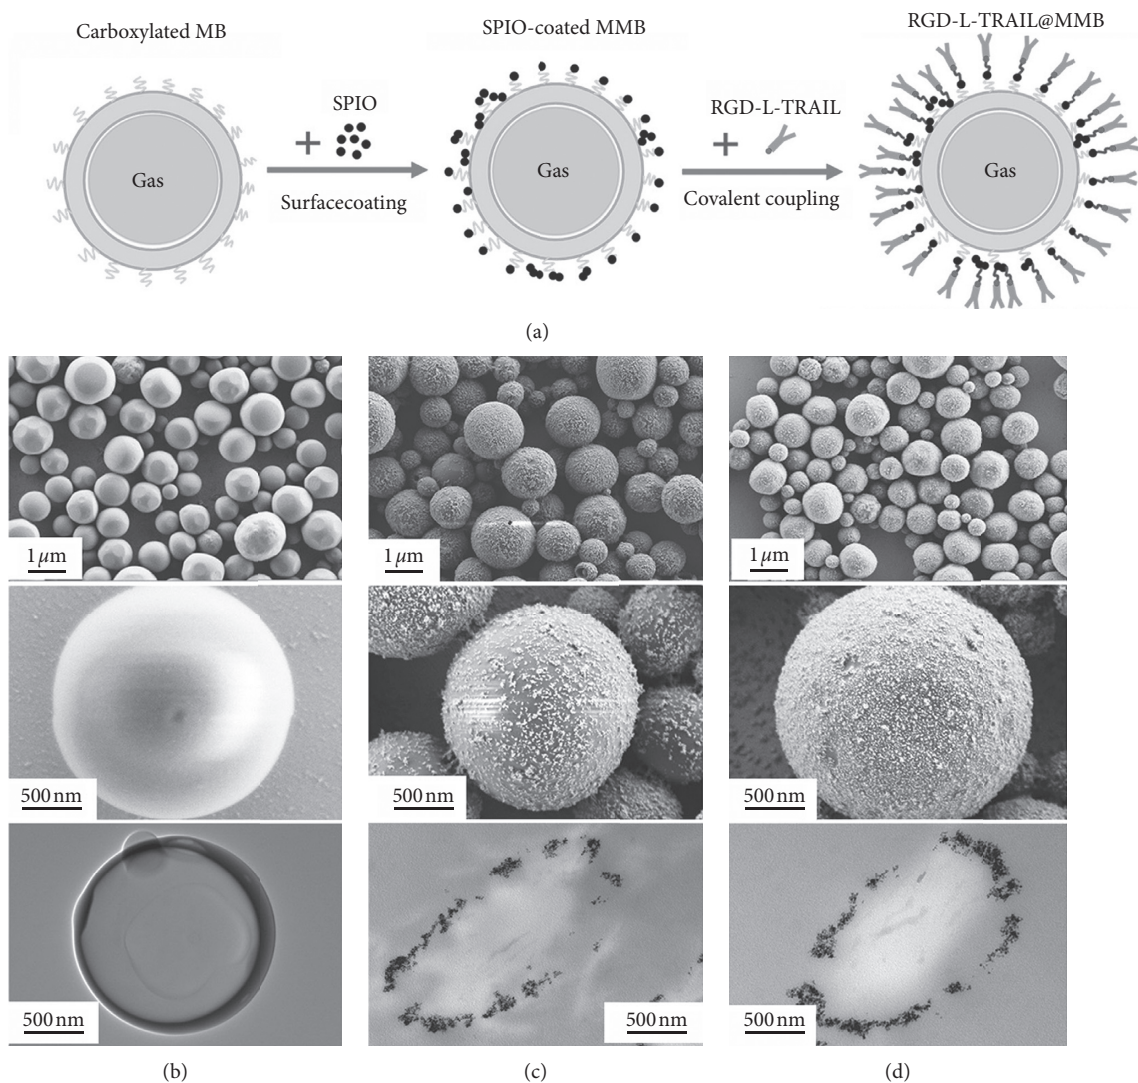 Carboxylated MB
SPIO-coated MMB
RGD-L-TRAIL@MMB
SPIO
RGD-L-TRAIL
Gas
Gas
Gas
Surfacecoating
Covalent coupling
(a)
1 μm
1 μm
1 μm
500 nm
500 nm
500 nm
500 nm
500 nm
500 nm
(b)
(c)
(d)